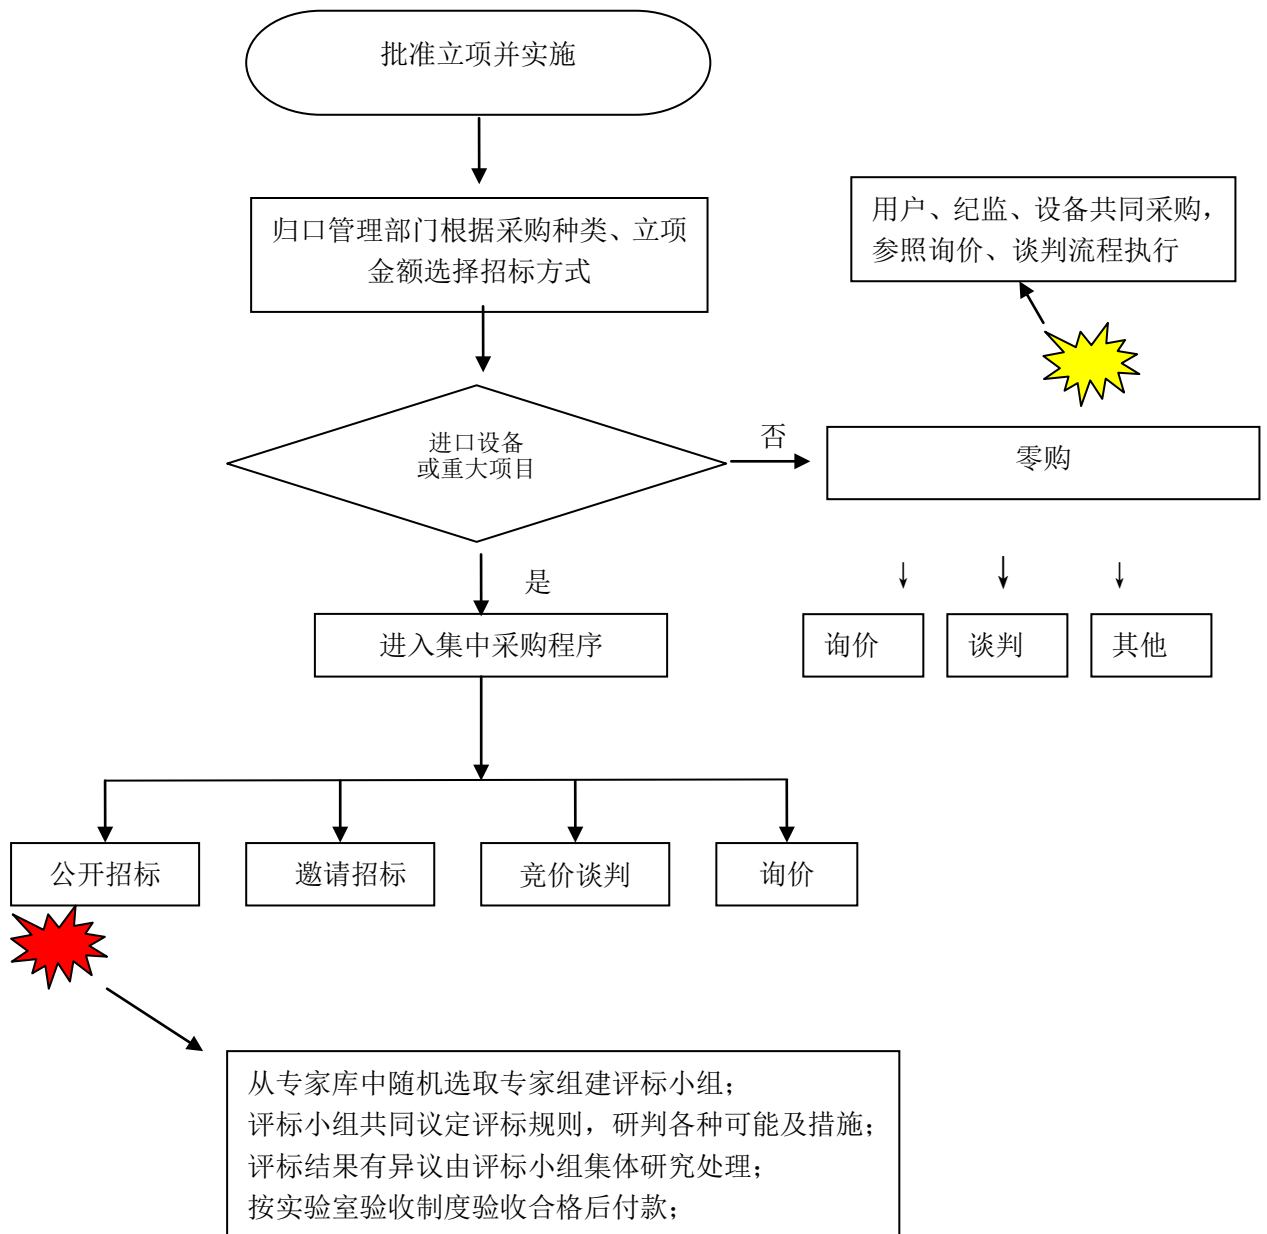 批准立项并实施
归口管理部门根据采购种类、立项
金额选择招标方式
用户、纪监、设备共同采购，
参照询价、谈判流程执行
进口设备
或重大项目
否
零购
是
进入集中采购程序
询价
谈判
其他
公开招标
邀请招标
竞价谈判
询价
从专家库中随机选取专家组建评标小组；
评标小组共同议定评标规则，研判各种可能及措施；
评标结果有异议由评标小组集体研究处理；
按实验室验收制度验收合格后付款；